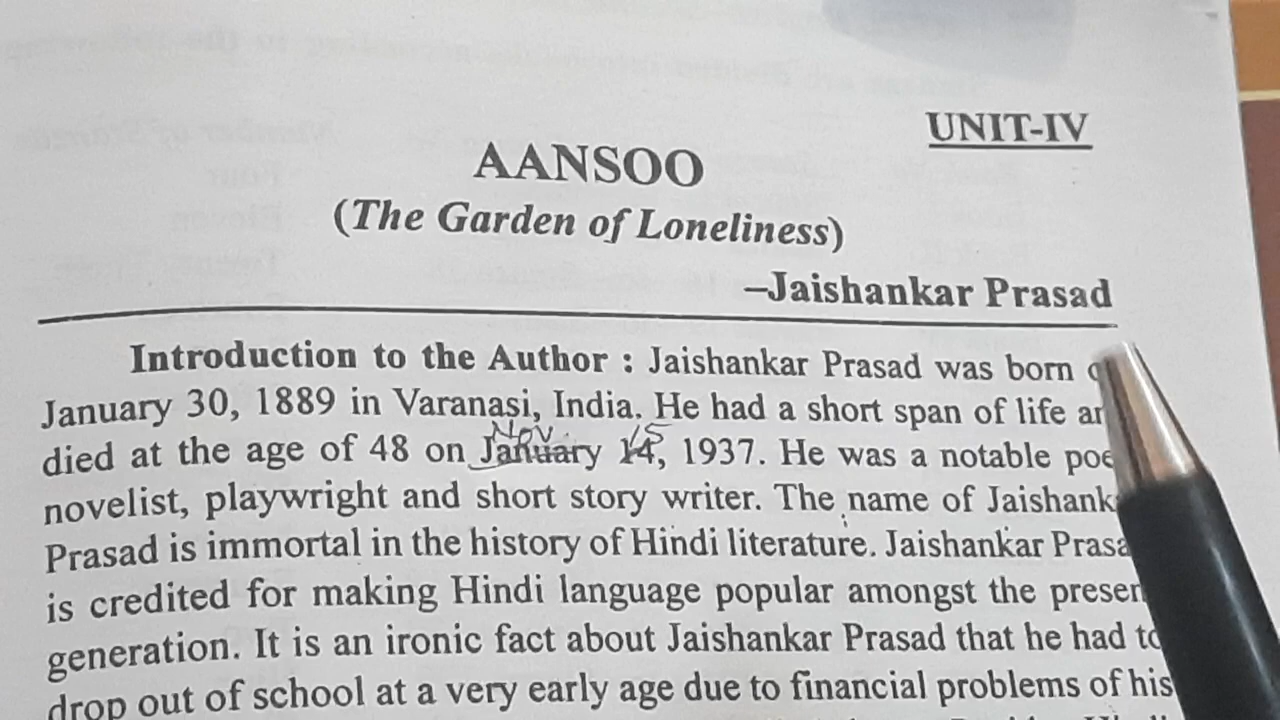 UNIT-IV
AANSOO
(The Garden of Loneliness)
–Jaishankar Prasad
Introduction to the Author : Jaishankar Prasad was born
January 30, 1889 in Varanasi, India. He had a short span of life
Nov. 15
died at the age of 48 on January 14, 1937. He was a notable
novelist, playwright and short story writer. The name of
Prasad is immortal in the history of Hindi literature. Jaishankar
is credited for making Hindi language popular amongst the
generation. It is an ironic fact about Jaishankar Prasad that he had to
drop out of school at a very early age due to financial problems of his